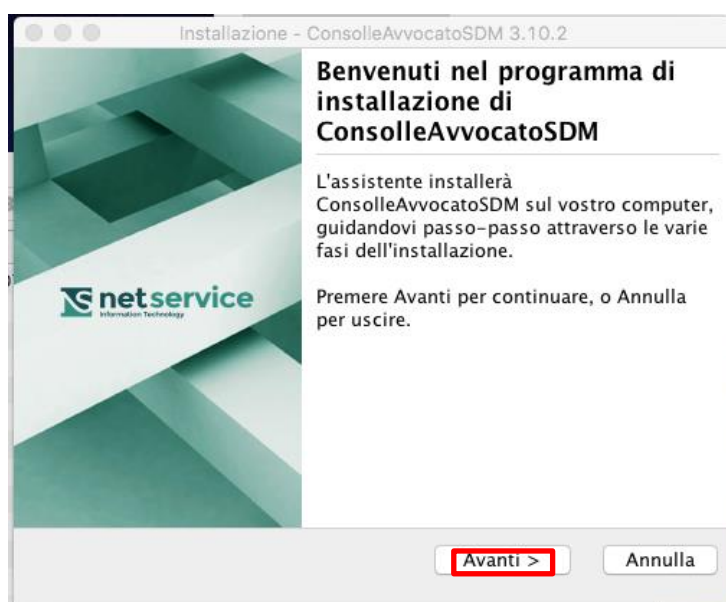 Installazione - ConsolleAvvocatoSDM 3.10.2
Benvenuti nel programma di
installazione di
ConsolleAvvocatoSDM
L'assistente installerà
ConsolleAvvocatoSDM sul vostro computer,
guidandovi passo-passo attraverso le varie
fasi dell'installazione.
netservice
Information Technology
Premere Avanti per continuare, o Annulla
per uscire.
Avanti >
Annulla